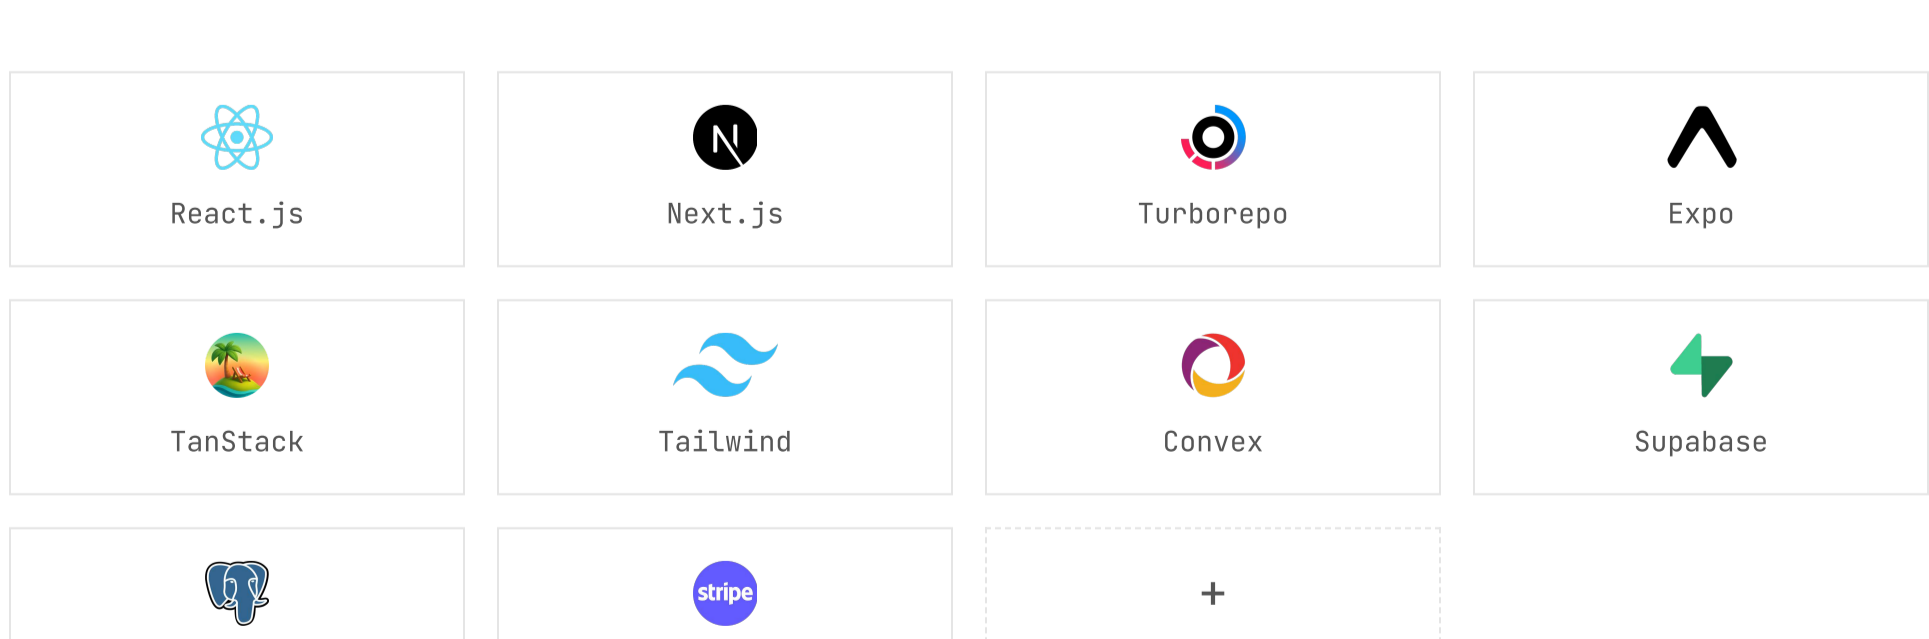 React.js
Next.js
Turborepo
Expo
TanStack
Tailwind
Convex
Supabase
stripe
+